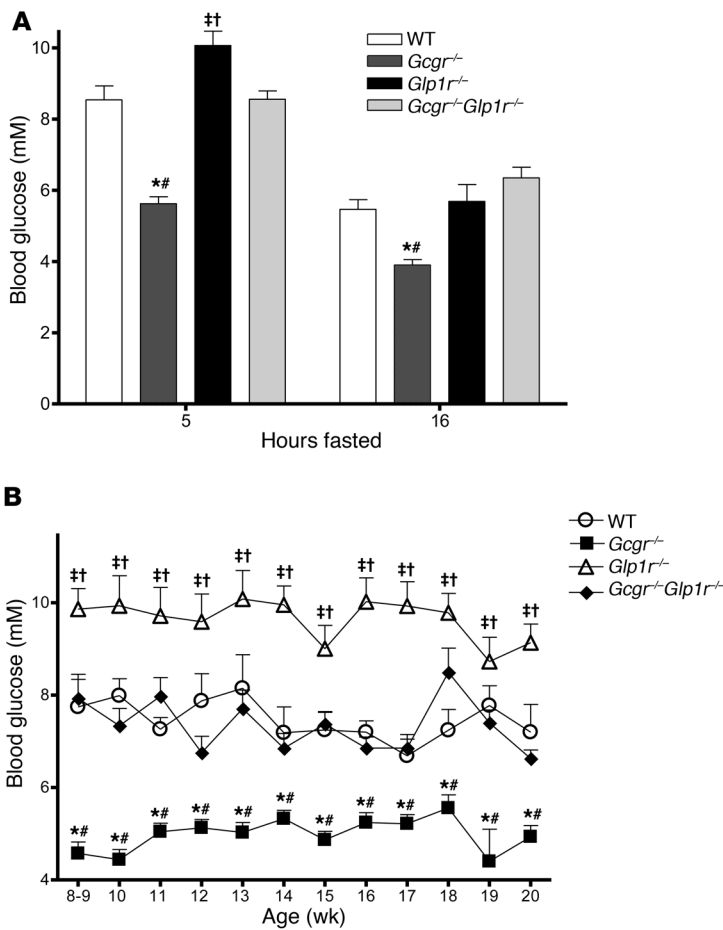 A
Blood glucose (mM)
10
8
6
4
2
0
‡†
*#
*#
WT
Gcgr–/–
Glp1r–/–
Gcgr–/–Glp1r–/–
5 16
Hours fasted
B
Blood glucose (mM)
10
8
6
4
‡† ‡† ‡† ‡† ‡† ‡† ‡† ‡† ‡† ‡† ‡† ‡†
*# *# *# *# *# *# *# *# *# *# *# *#
WT
Gcgr–/–
Glp1r–/–
Gcgr–/–Glp1r–/–
8-9 10 11 12 13 14 15 16 17 18 19 20
Age (wk)